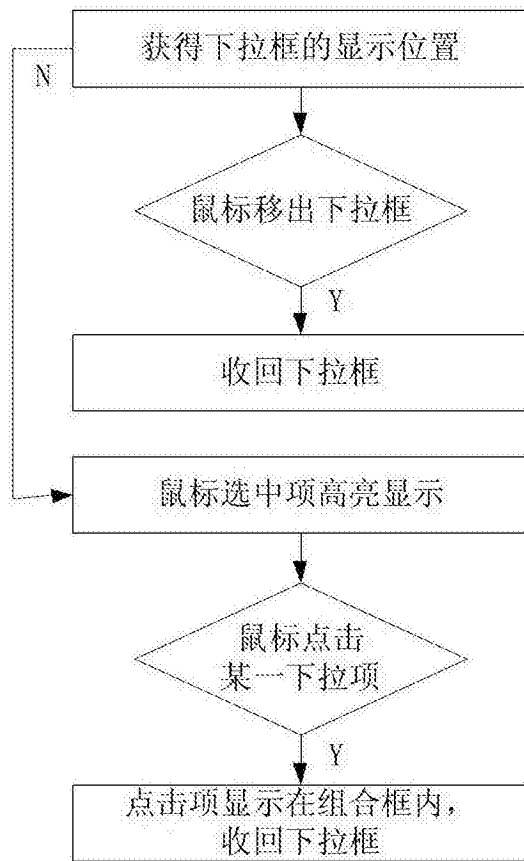 获得下拉框的显示位置
N
鼠标移出下拉框
Y
收回下拉框
鼠标选中项高亮显示
鼠标点击
某一下拉项
Y
点击项显示在组合框内，
收回下拉框